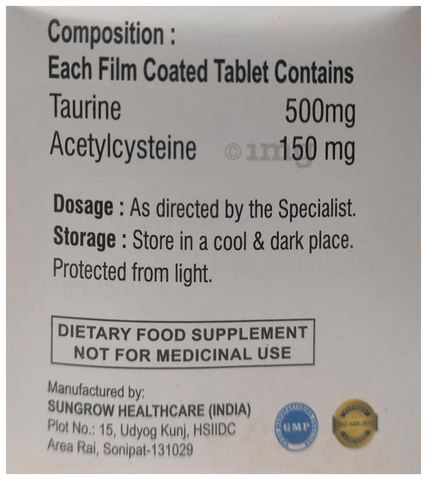 Composition :
Each Film Coated Tablet Contains
Taurine 500mg
Acetylcysteine 150 mg
© 1mg
Dosage : As directed by the Specialist.
Storage : Store in a cool & dark place.
Protected from light.
DIETARY FOOD SUPPLEMENT
NOT FOR MEDICINAL USE
Manufactured by:
SUNGROW HEALTHCARE (INDIA)
Plot No.: 15, Udyog Kunj, HSIIDC
Area Rai, Sonipat-131029
GMP